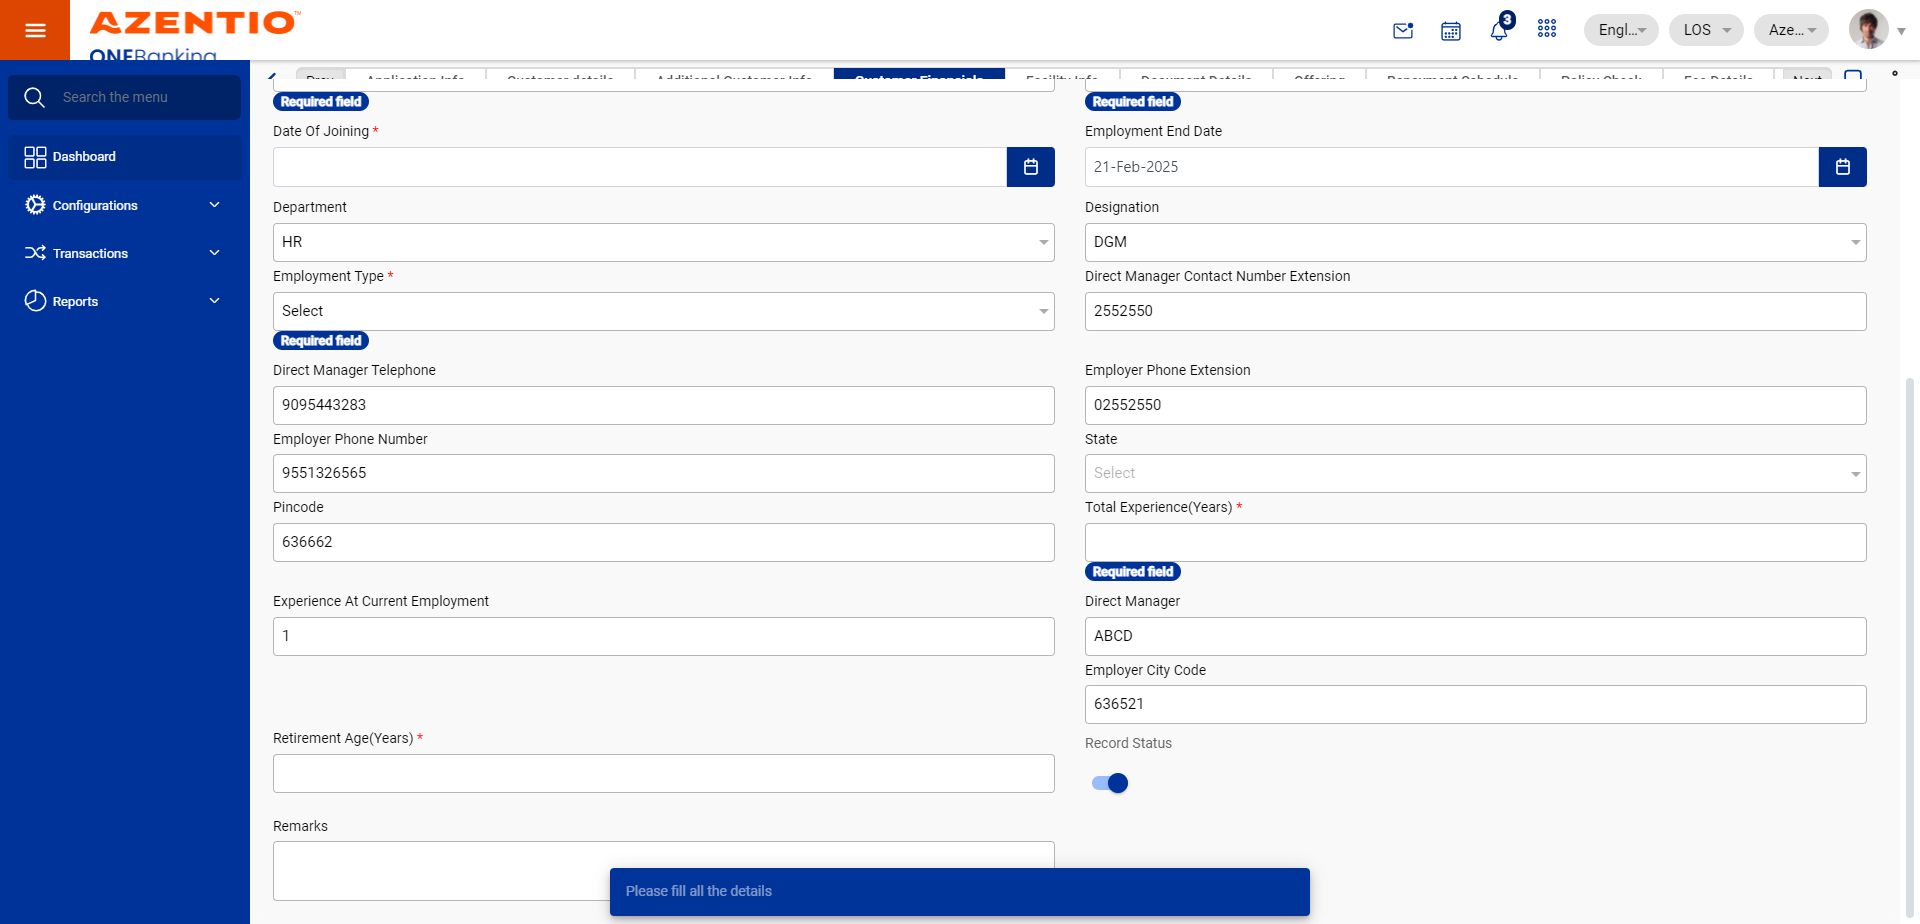 AZENTIO™
ONEBanking
3
Engl...
LOS
Aze...
Search the menu
Dashboard
Configurations
Transactions
Reports
Prev
Application Info
Customer details
Additional Customer Info
Customer Financials
Facility Info
Document Details
Offering
Repayment Schedule
Policy Check
Fee Details
Next
Required field
Required field
Date Of Joining *
Employment End Date
21-Feb-2025
Department
Designation
HR
DGM
Employment Type *
Direct Manager Contact Number Extension
Select
2552550
Required field
Direct Manager Telephone
Employer Phone Extension
9095443283
02552550
Employer Phone Number
State
9551326565
Select
Pincode
Total Experience(Years) *
636662
Required field
Experience At Current Employment
Direct Manager
1
ABCD
Employer City Code
636521
Retirement Age(Years) *
Record Status
Remarks
Please fill all the details